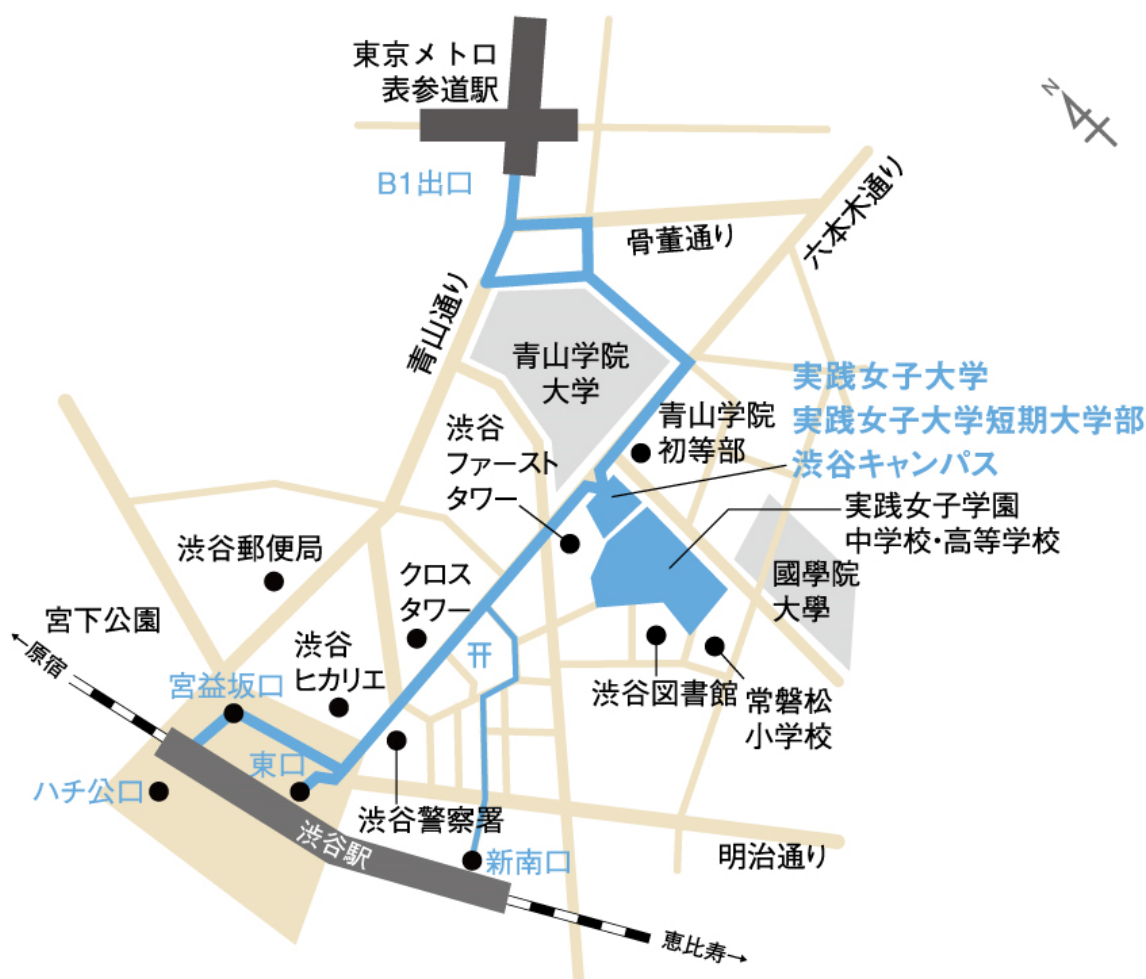 東京メトロ
表参道駅
N
B1出口
骨董通り
六本木通り
青山通り
青山学院
大学
実践女子大学
実践女子大学短期大学部
渋谷キャンパス
青山学院
初等部
渋谷
ファースト
タワー
実践女子学園
中学校・高等学校
渋谷郵便局
クロス
タワー
國學院
大學
宮下公園
←原宿
渋谷
ヒカリエ
宮益坂口
渋谷図書館
常磐松
小学校
東口
ハチ公口
渋谷警察署
渋谷駅
新南口
明治通り
恵比寿→